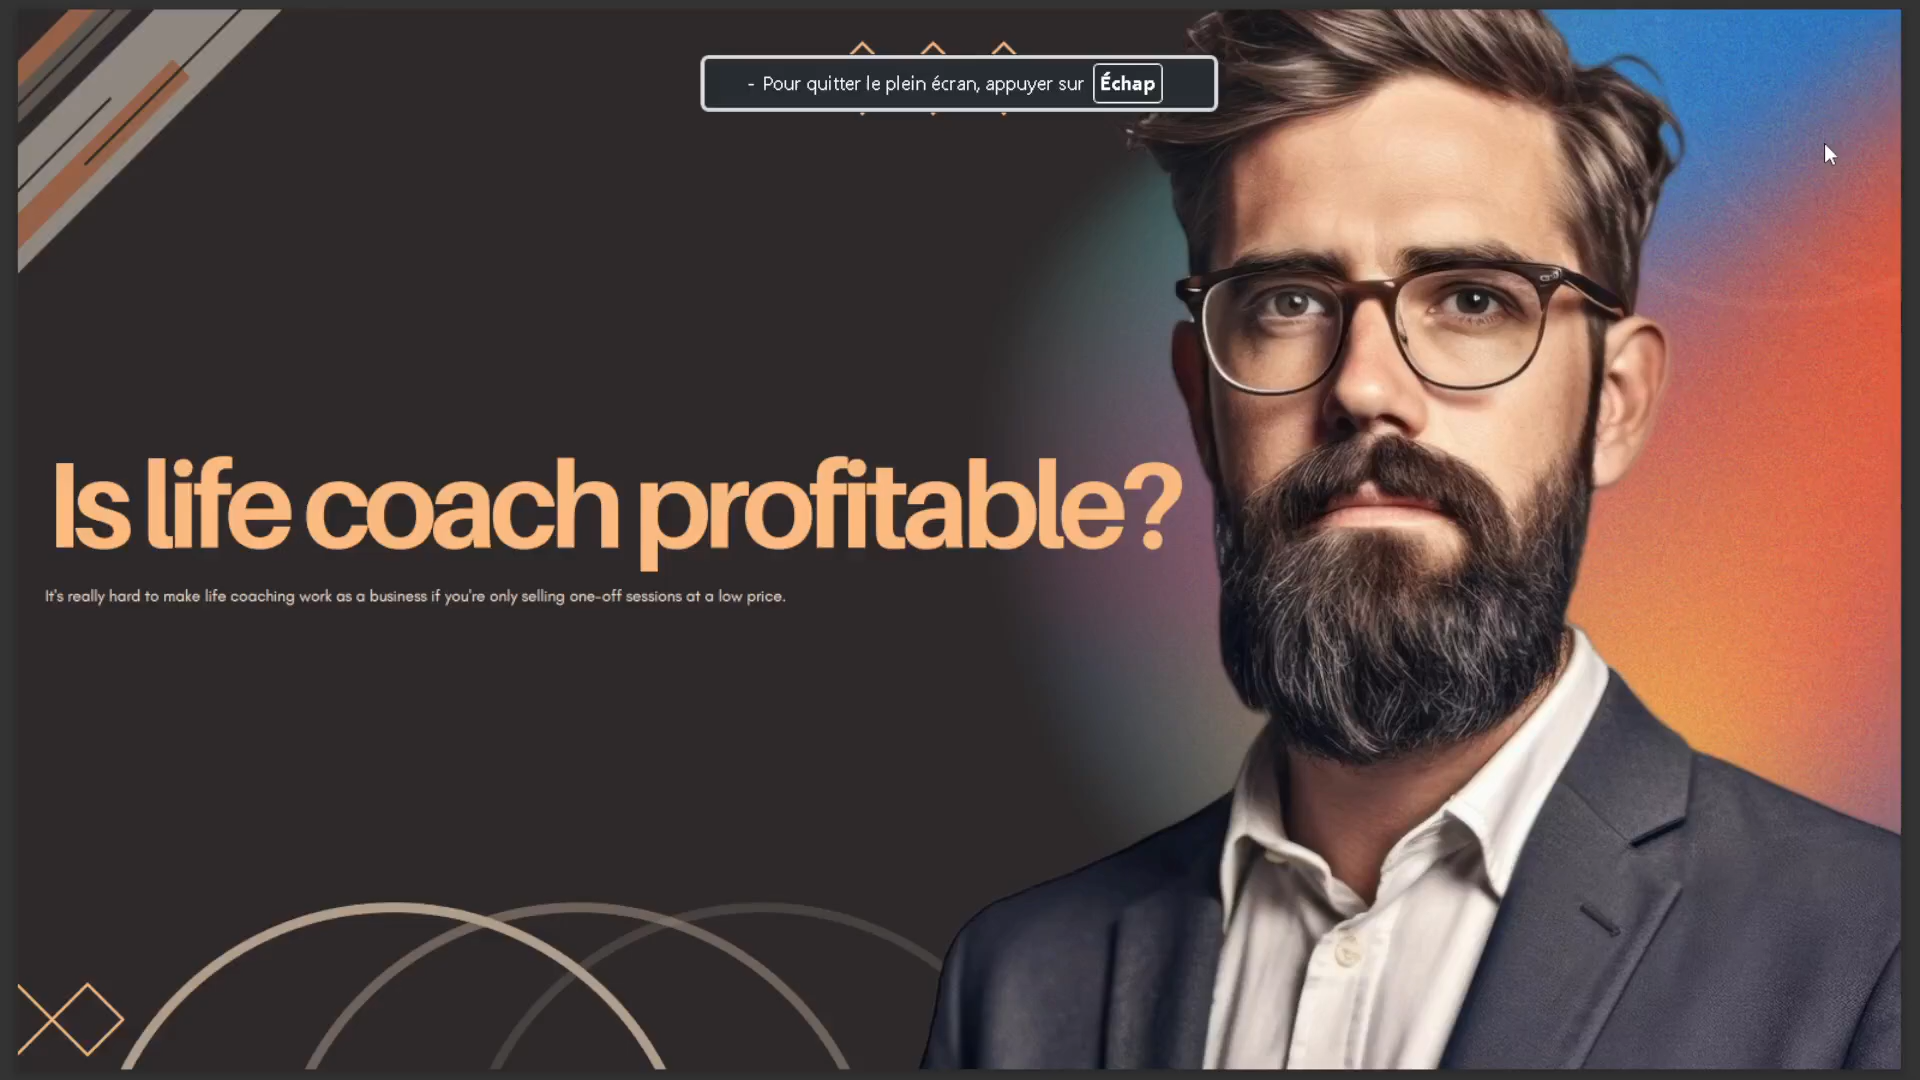 - Pour quitter le plein écran, appuyer sur Échap
Is life coach profitable?
It's really hard to make life coaching work as a business if you're only selling one-off sessions at a low price.